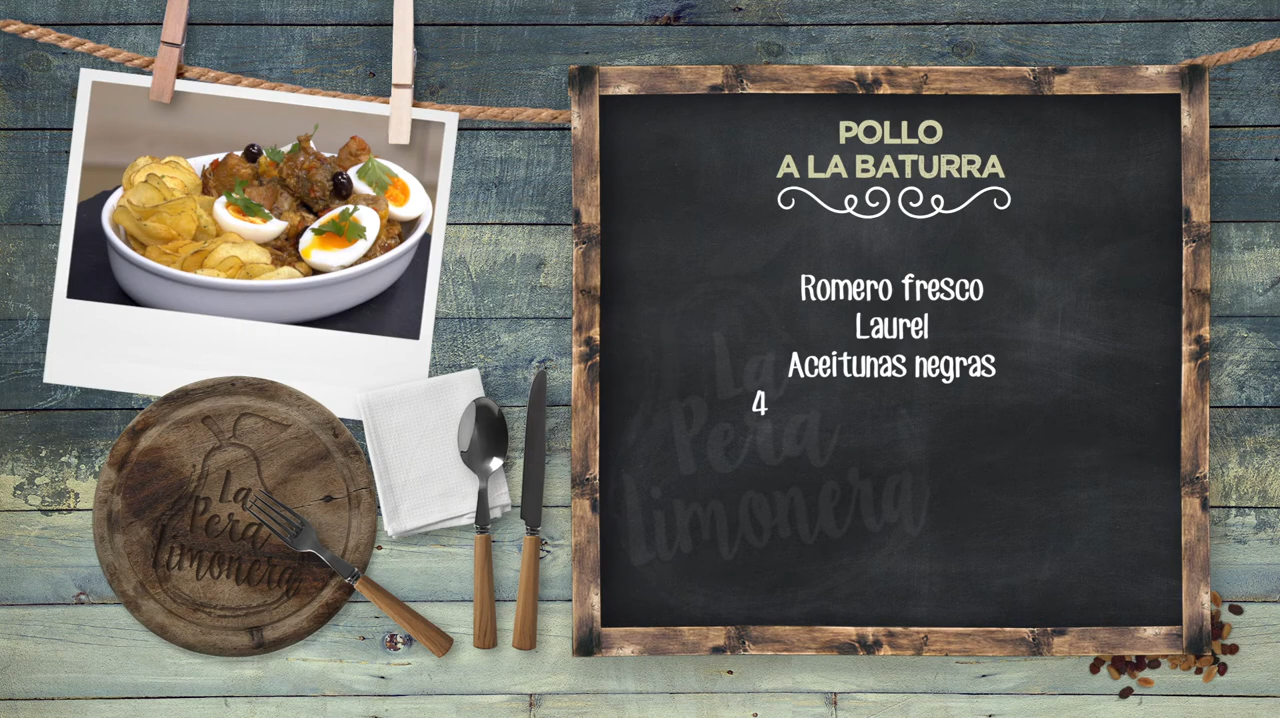 POLLO
A LA BATURRA
Romero fresco
Laurel
Aceitunas negras
4
La
Pera
limonera
La
Pera
limonera